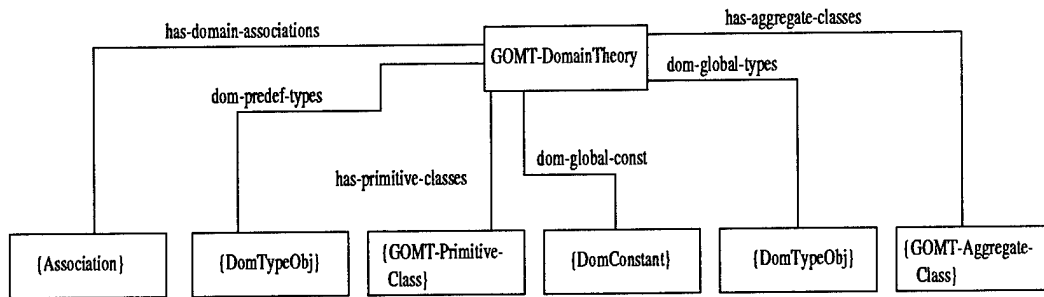 has-domain-associations
has-aggregate-classes
GOMT-DomainTheory
dom-global-types
dom-predef-types
dom-global-const
has-primitive-classes
{Association}
{DomTypeObj}
{GOMT-Primitive-
Class}
{DomConstant}
{DomTypeObj}
{GOMT-Aggregate-
Class}